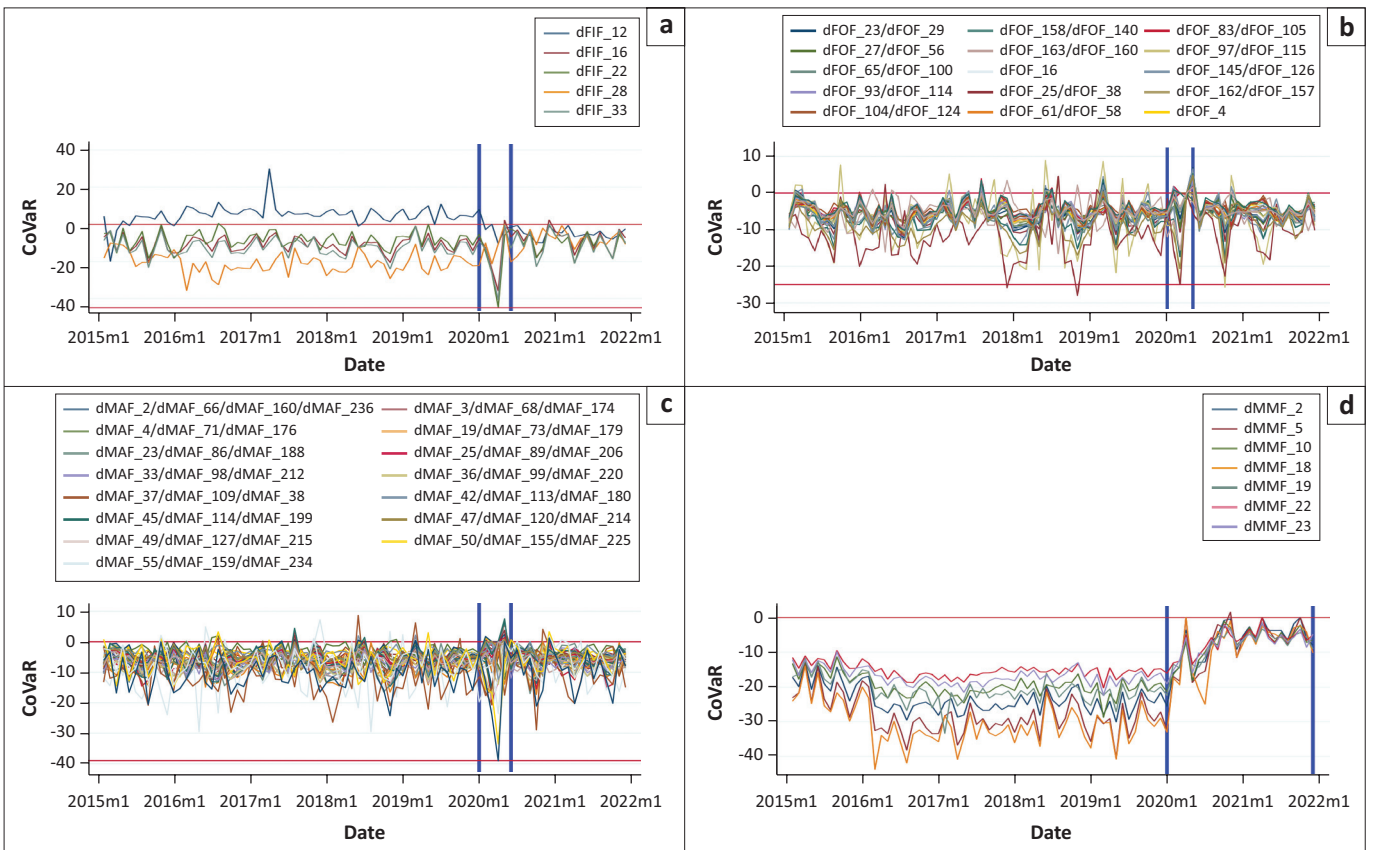 a
dFIF_12
dFIF_16
dFIF_22
dFIF_28
dFIF_33
CoVaR
40
20
0
-20
-40
2015m1 2016m1 2017m1 2018m1 2019m1 2020m1 2021m1 2022m1
Date
b
dFOF_23/dFOF_29 dFOF_158/dFOF_140 dFOF_83/dFOF_105
dFOF_27/dFOF_56 dFOF_163/dFOF_160 dFOF_97/dFOF_115
dFOF_65/dFOF_100 dFOF_16 dFOF_145/dFOF_126
dFOF_93/dFOF_114 dFOF_25/dFOF_38 dFOF_162/dFOF_157
dFOF_104/dFOF_124 dFOF_61/dFOF_58 dFOF_4
CoVaR
10
0
-10
-20
-30
2015m1 2016m1 2017m1 2018m1 2019m1 2020m1 2021m1 2022m1
Date
c
dMAF_2/dMAF_66/dMAF_160/dMAF_236 dMAF_3/dMAF_68/dMAF_174
dMAF_4/dMAF_71/dMAF_176 dMAF_19/dMAF_73/dMAF_179
dMAF_23/dMAF_86/dMAF_188 dMAF_25/dMAF_89/dMAF_206
dMAF_33/dMAF_98/dMAF_212 dMAF_36/dMAF_99/dMAF_220
dMAF_37/dMAF_109/dMAF_38 dMAF_42/dMAF_113/dMAF_180
dMAF_45/dMAF_114/dMAF_199 dMAF_47/dMAF_120/dMAF_214
dMAF_49/dMAF_127/dMAF_215 dMAF_50/dMAF_155/dMAF_225
dMAF_55/dMAF_159/dMAF_234
CoVaR
10
0
-10
-20
-30
-40
2015m1 2016m1 2017m1 2018m1 2019m1 2020m1 2021m1 2022m1
Date
d
dMMF_2
dMMF_5
dMMF_10
dMMF_18
dMMF_19
dMMF_22
dMMF_23
CoVaR
0
-10
-20
-30
-40
2015m1 2016m1 2017m1 2018m1 2019m1 2020m1 2021m1 2022m1
Date